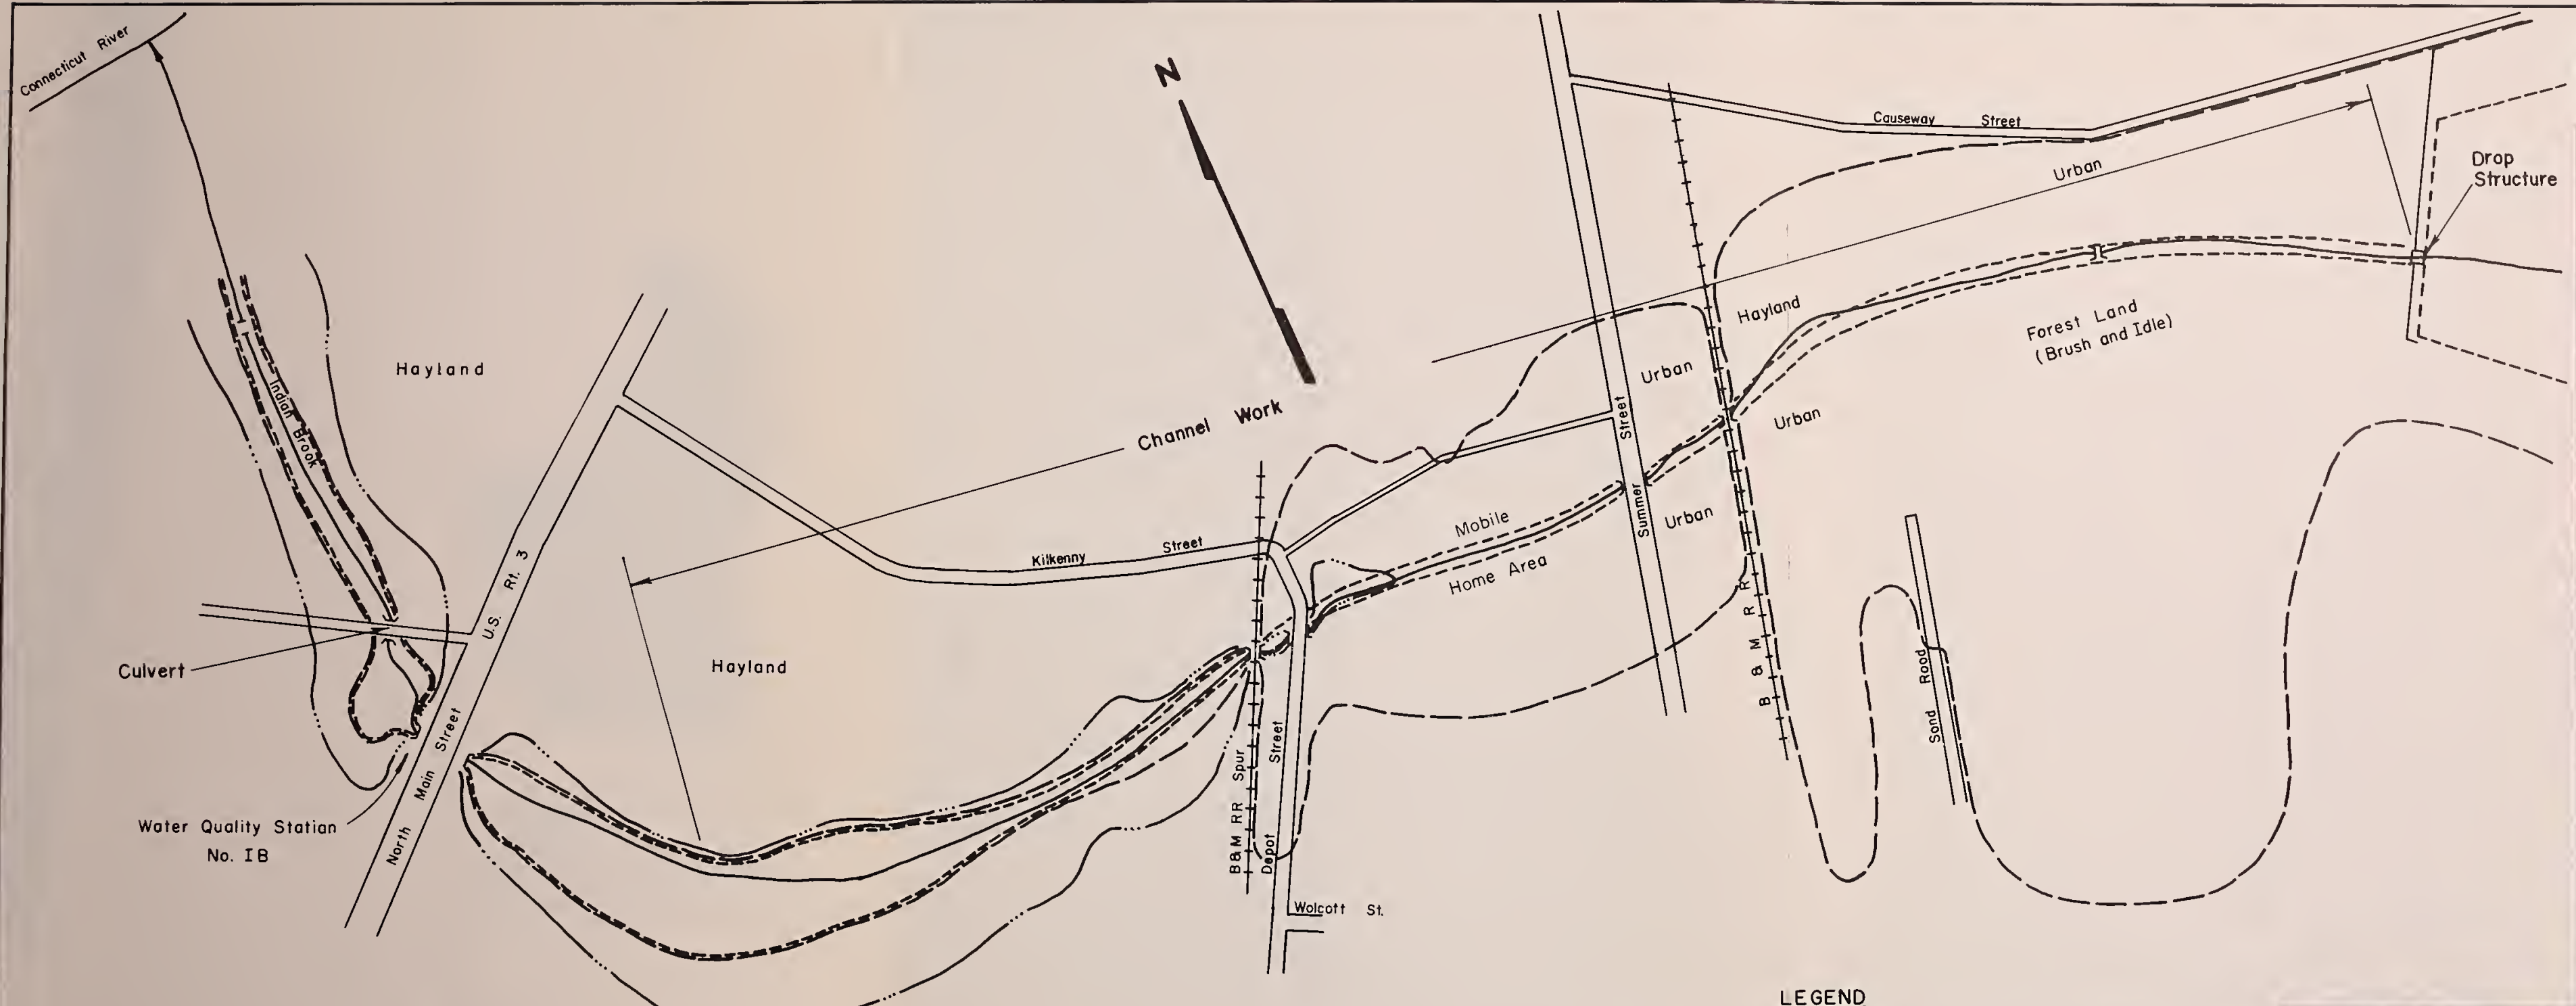 Connecticut River
N
Causeway Street
Urban
Drop
Structure
Hayland
Forest Land
(Brush and Idle)
Hayland
Urban
Indian Brook
Channel Work
Summer Street
Urban
Mobile
Home Area
Urban
Kilkenny Street
U.S. Rt. 3
B & M R R
Culvert
Hayland
Sand Road
North Main Street
B&M RR Spur
Depot Street
Water Quality Station
No. IB
Wolcott St.
LEGEND